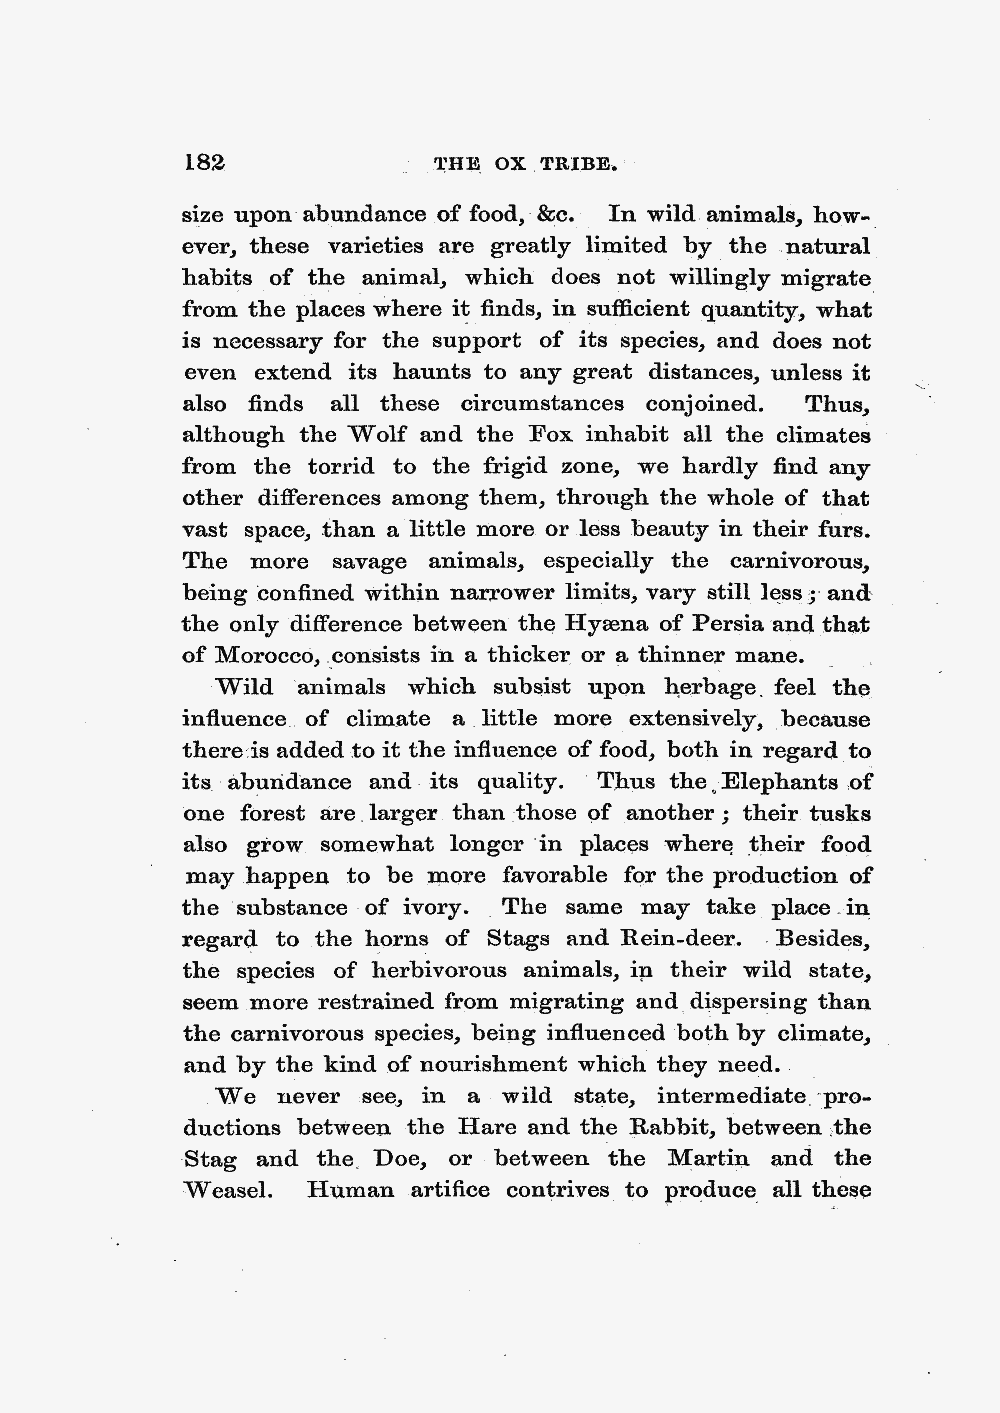 182 THE OX TRIBE.
size upon abundance of food, &c. In wild animals, how-
ever, these varieties are greatly limited by the natural
habits of the animal, which does not willingly migrate
from the places where it finds, in sufficient quantity, what
is necessary for the support of its species, and does not
even extend its haunts to any great distances, unless it
also finds all these circumstances conjoined. Thus,
although the Wolf and the Fox inhabit all the climates
from the torrid to the frigid zone, we hardly find any
other differences among them, through the whole of that
vast space, than a little more or less beauty in their furs.
The more savage animals, especially the carnivorous,
being confined within narrower limits, vary still less; and
the only difference between the Hyæna of Persia and that
of Morocco, consists in a thicker or a thinner mane.
Wild animals which subsist upon herbage feel the
influence of climate a little more extensively, because
there is added to it the influence of food, both in regard to
its abundance and its quality. Thus the Elephants of
one forest are larger than those of another; their tusks
also grow somewhat longer in places where their food
may happen to be more favorable for the production of
the substance of ivory. The same may take place in
regard to the horns of Stags and Rein-deer. Besides,
the species of herbivorous animals, in their wild state,
seem more restrained from migrating and dispersing than
the carnivorous species, being influenced both by climate,
and by the kind of nourishment which they need.
We never see, in a wild state, intermediate pro-
ductions between the Hare and the Rabbit, between the
Stag and the Doe, or between the Martin and the
Weasel. Human artifice contrives to produce all these